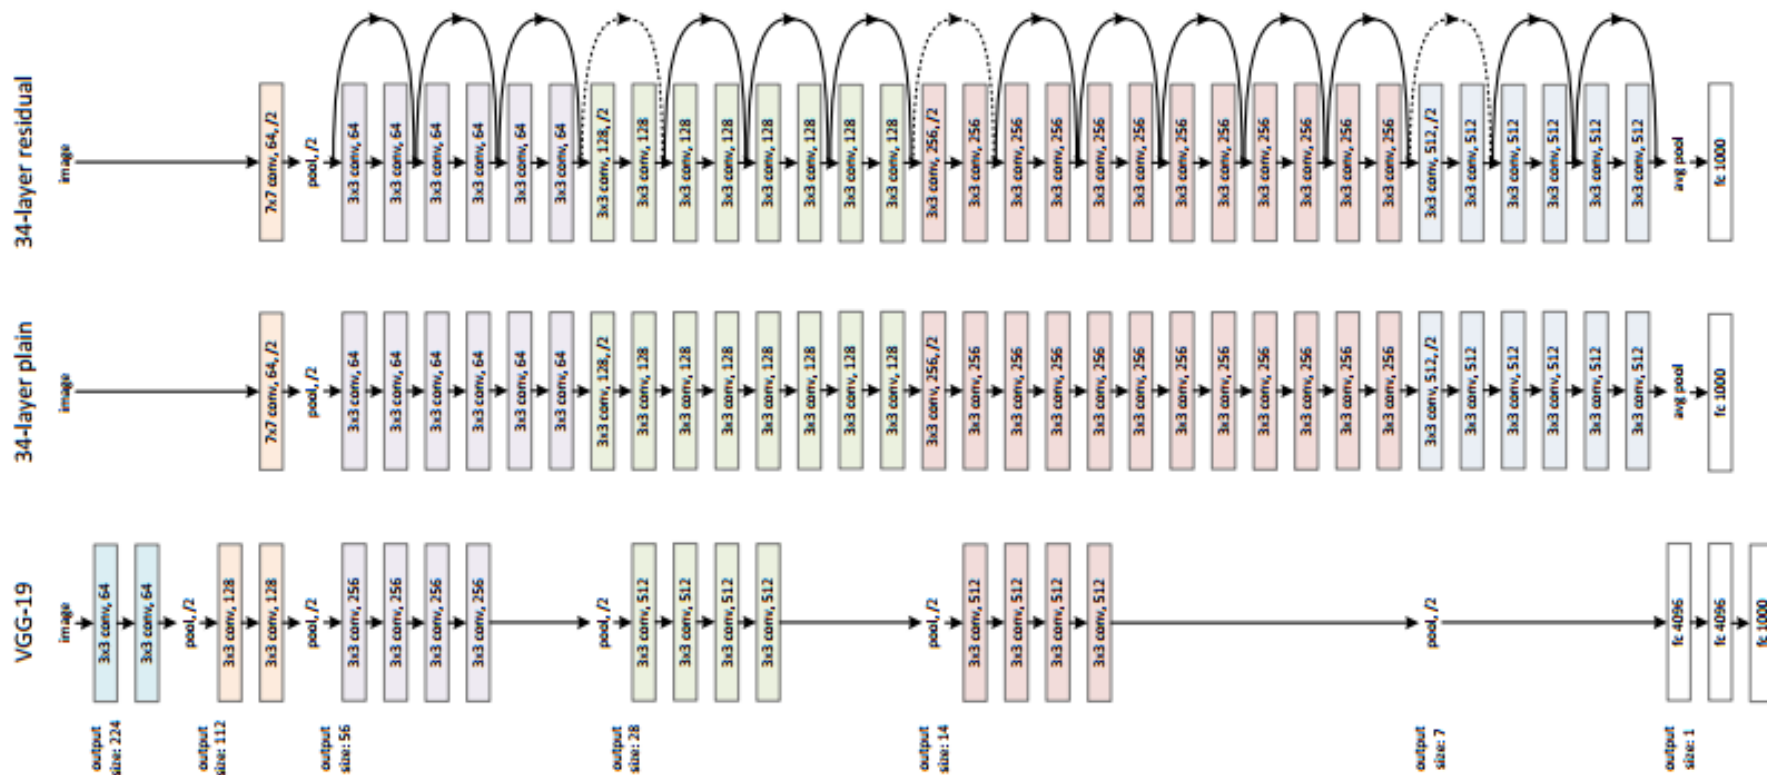 34-layer residual
image
7x7 conv, 64, /2
pool, /2
3x3 conv, 64
3x3 conv, 64
3x3 conv, 64
3x3 conv, 64
3x3 conv, 64
3x3 conv, 64
3x3 conv, 128, /2
3x3 conv, 128
3x3 conv, 128
3x3 conv, 128
3x3 conv, 128
3x3 conv, 128
3x3 conv, 128
3x3 conv, 128
3x3 conv, 256, /2
3x3 conv, 256
3x3 conv, 256
3x3 conv, 256
3x3 conv, 256
3x3 conv, 256
3x3 conv, 256
3x3 conv, 256
3x3 conv, 256
3x3 conv, 256
3x3 conv, 256
3x3 conv, 256
3x3 conv, 512, /2
3x3 conv, 512
3x3 conv, 512
3x3 conv, 512
3x3 conv, 512
3x3 conv, 512
avg pool
fc 1000
34-layer plain
image
7x7 conv, 64, /2
pool, /2
3x3 conv, 64
3x3 conv, 64
3x3 conv, 64
3x3 conv, 64
3x3 conv, 64
3x3 conv, 64
3x3 conv, 128, /2
3x3 conv, 128
3x3 conv, 128
3x3 conv, 128
3x3 conv, 128
3x3 conv, 128
3x3 conv, 128
3x3 conv, 128
3x3 conv, 256, /2
3x3 conv, 256
3x3 conv, 256
3x3 conv, 256
3x3 conv, 256
3x3 conv, 256
3x3 conv, 256
3x3 conv, 256
3x3 conv, 256
3x3 conv, 256
3x3 conv, 256
3x3 conv, 256
3x3 conv, 512, /2
3x3 conv, 512
3x3 conv, 512
3x3 conv, 512
3x3 conv, 512
3x3 conv, 512
avg pool
fc 1000
VGG-19
image
3x3 conv, 64
3x3 conv, 64
pool, /2
3x3 conv, 128
3x3 conv, 128
pool, /2
3x3 conv, 256
3x3 conv, 256
3x3 conv, 256
3x3 conv, 256
pool, /2
3x3 conv, 512
3x3 conv, 512
3x3 conv, 512
3x3 conv, 512
pool, /2
3x3 conv, 512
3x3 conv, 512
3x3 conv, 512
3x3 conv, 512
pool, /2
fc 4096
fc 4096
fc 1000
output
size: 224
output
size: 112
output
size: 56
output
size: 28
output
size: 14
output
size: 7
output
size: 1